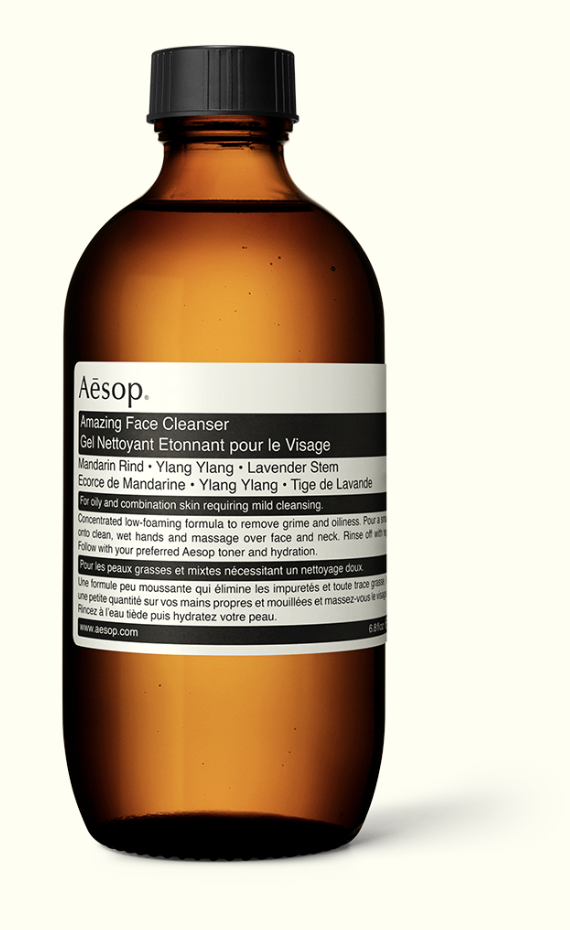 Aēsop®
Amazing Face Cleanser
Gel Nettoyant Etonnant pour le Visage
Mandarin Rind • Ylang Ylang • Lavender Stem
Ecorce de Mandarine • Ylang Ylang • Tige de Lavande
For oily and combination skin requiring mild cleansing.
Concentrated low-foaming formula to remove grime and oiliness. Pour a
onto clean, wet hands and massage over face and neck. Rinse off with
Follow with your preferred Aesop toner and hydration.
Pour les peaux grasses et mixtes nécessitant un nettoyage doux.
Une formule peu moussante qui élimine les impuretés et toute trace
une petite quantité sur vos mains propres et mouillées et massez-vous le
Rincez à l'eau tiède puis hydratez votre peau.
www.aesop.com
6.8 fl oz